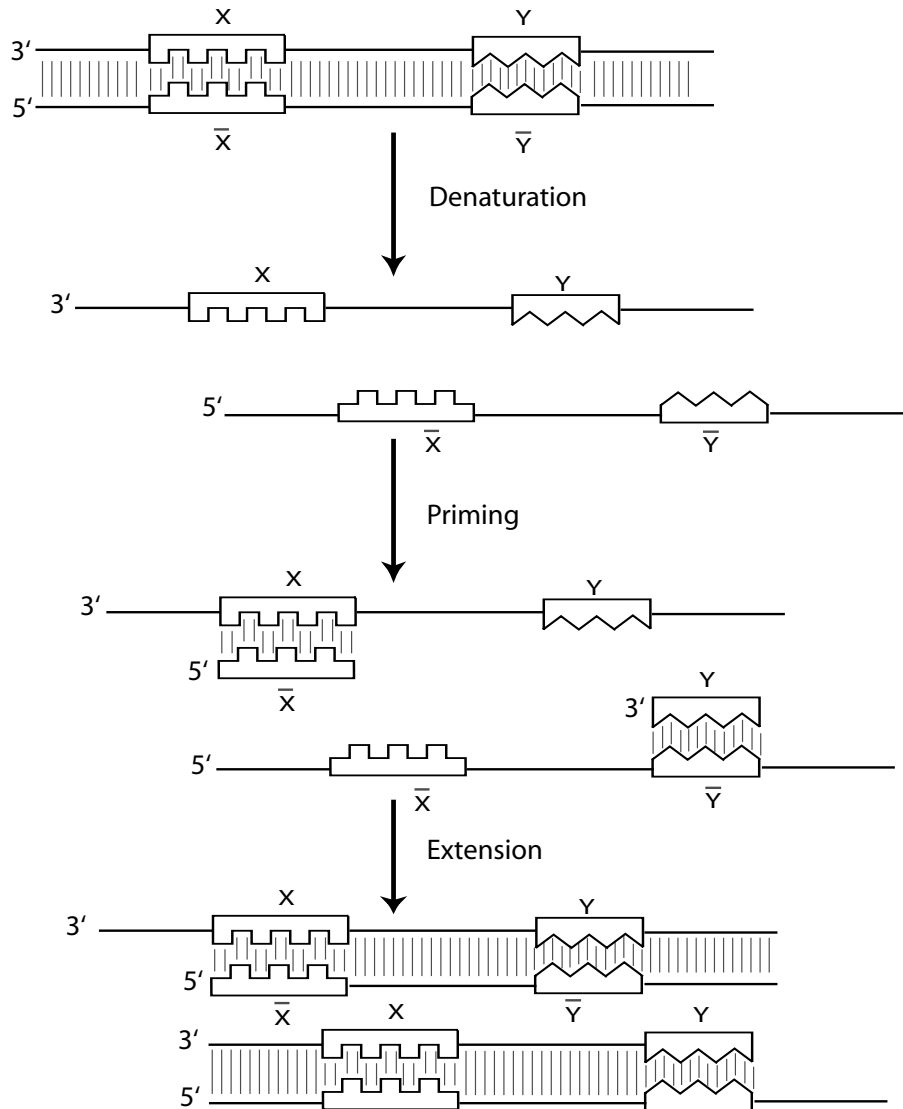 X Y
3‘
5‘
X̅ Y̅
Denaturation
X Y
3‘
5‘
X̅ Y̅
Priming
X Y
3‘
5‘
X̅ Y
3‘
5‘
X̅ Y̅
Extension
X Y
3‘
5‘
X̅ X Y̅ Y
3‘
5‘